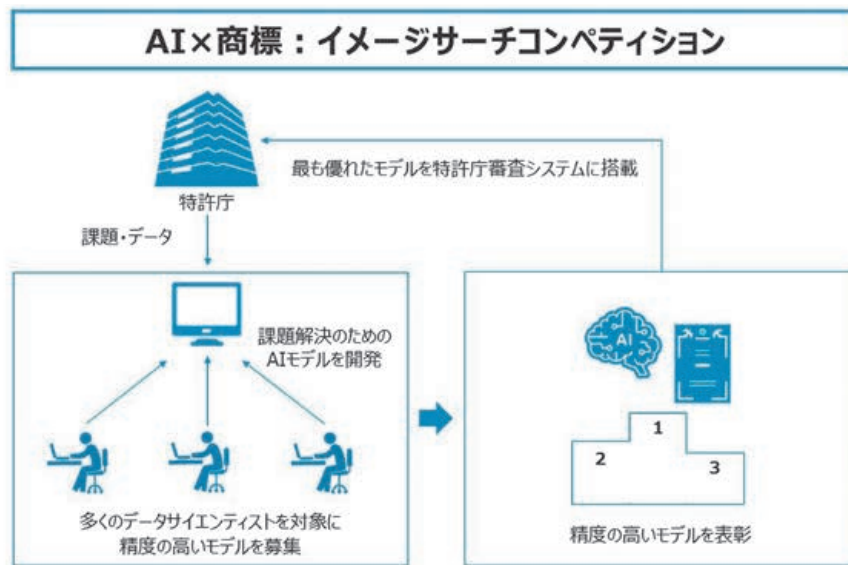 AI×商標:イメージサーチコンペティション
最も優れたモデルを特許庁審査システムに搭載
特許庁
課題・データ
課題解決のための
AIモデルを開発
多くのデータサイエンティストを対象に
精度の高いモデルを募集
AI
1
2
3
精度の高いモデルを表彰